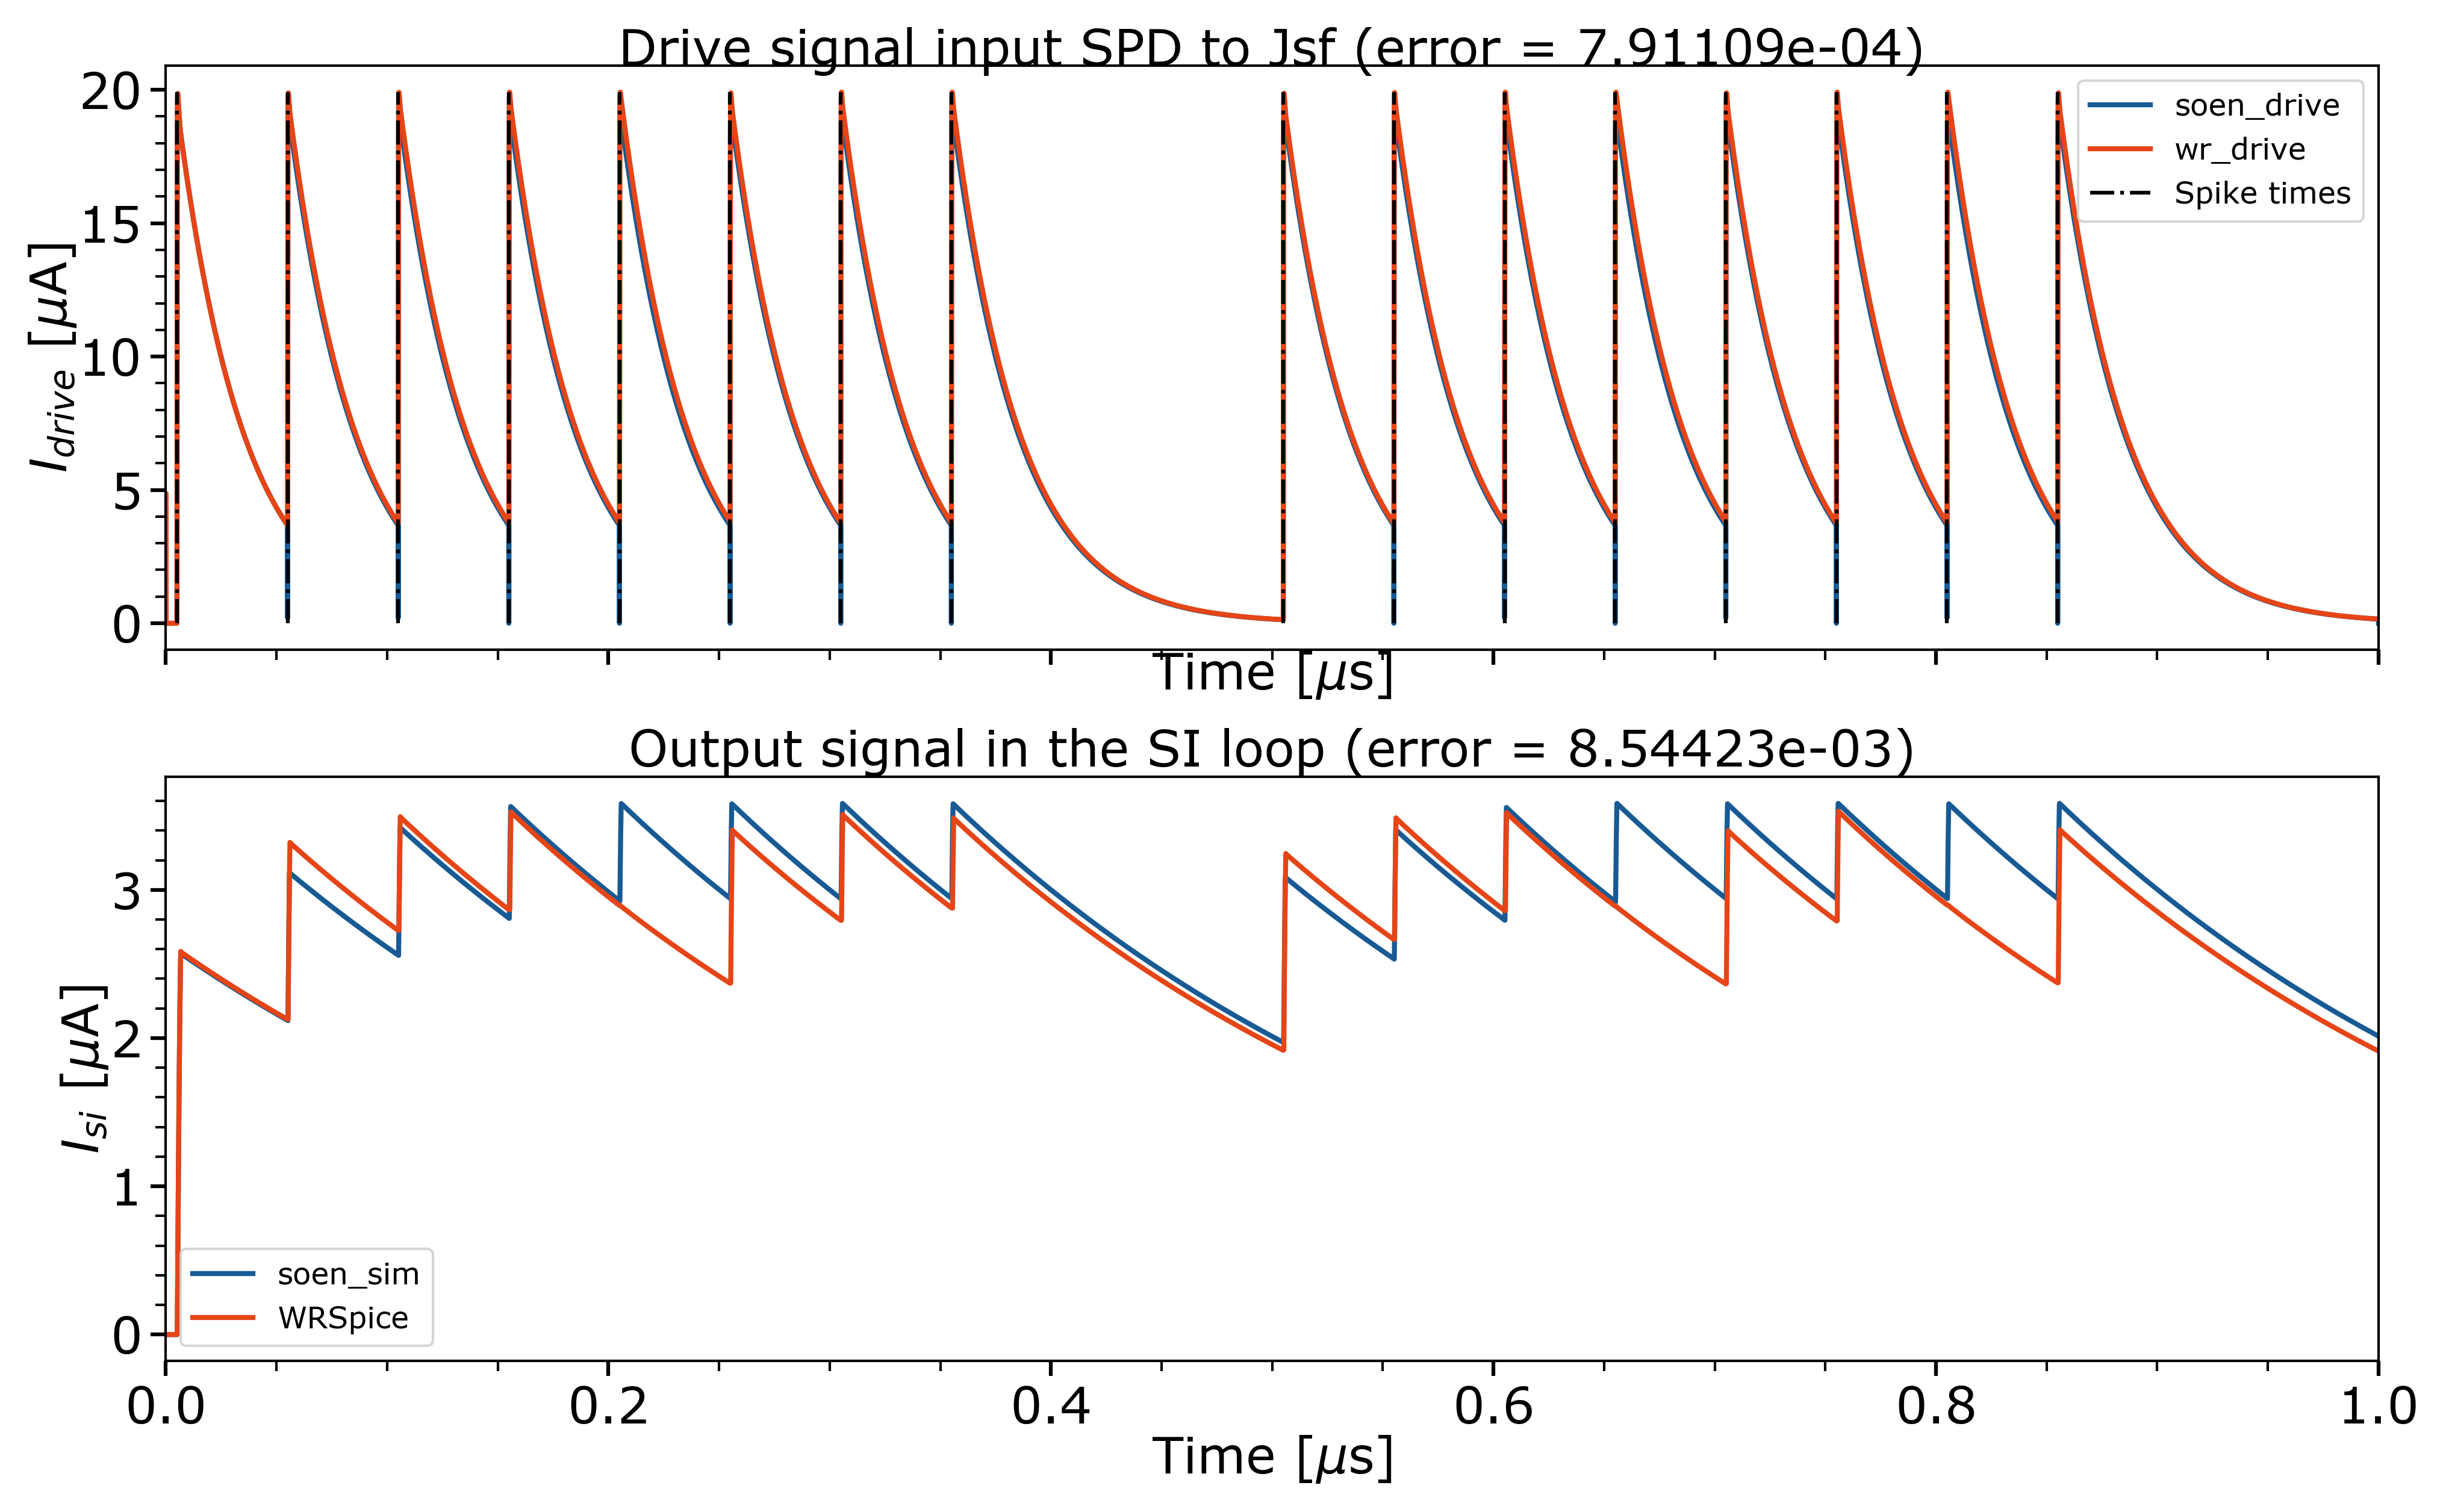 Drive signal input SPD to Jsf (error = 7.91109e-04)
20
15
10
5
0
I_drive [μA]
soen_drive
wr_drive
Spike times
Time [μs]
Output signal in the SI loop (error = 8.54423e-03)
3
2
1
0
I_si [μA]
soen_sim
WRSpice
0.0 0.2 0.4 0.6 0.8 1.0
Time [μs]